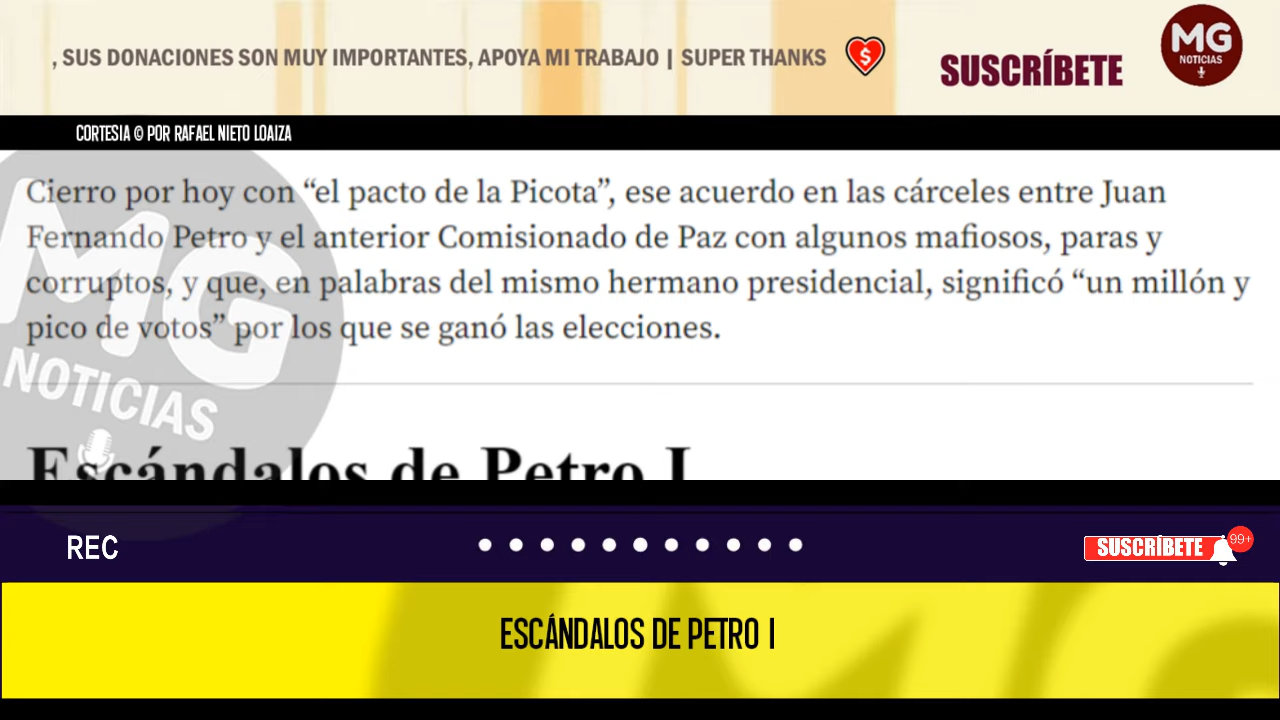 , SUS DONACIONES SON MUY IMPORTANTES, APOYA MI TRABAJO | SUPER THANKS
$
SUSCRÍBETE
MG
NOTICIAS
CORTESIA © POR RAFAEL NIETO LOAIZA
Cierro por hoy con “el pacto de la Picota”, ese acuerdo en las cárceles entre Juan
Fernando Petro y el anterior Comisionado de Paz con algunos mafiosos, paras y
corruptos, y que, en palabras del mismo hermano presidencial, significó “un millón y
pico de votos” por los que se ganó las elecciones.
MG
NOTICIAS
Escándalos de Petro I
REC
SUSCRÍBETE
99+
ESCÁNDALOS DE PETRO I